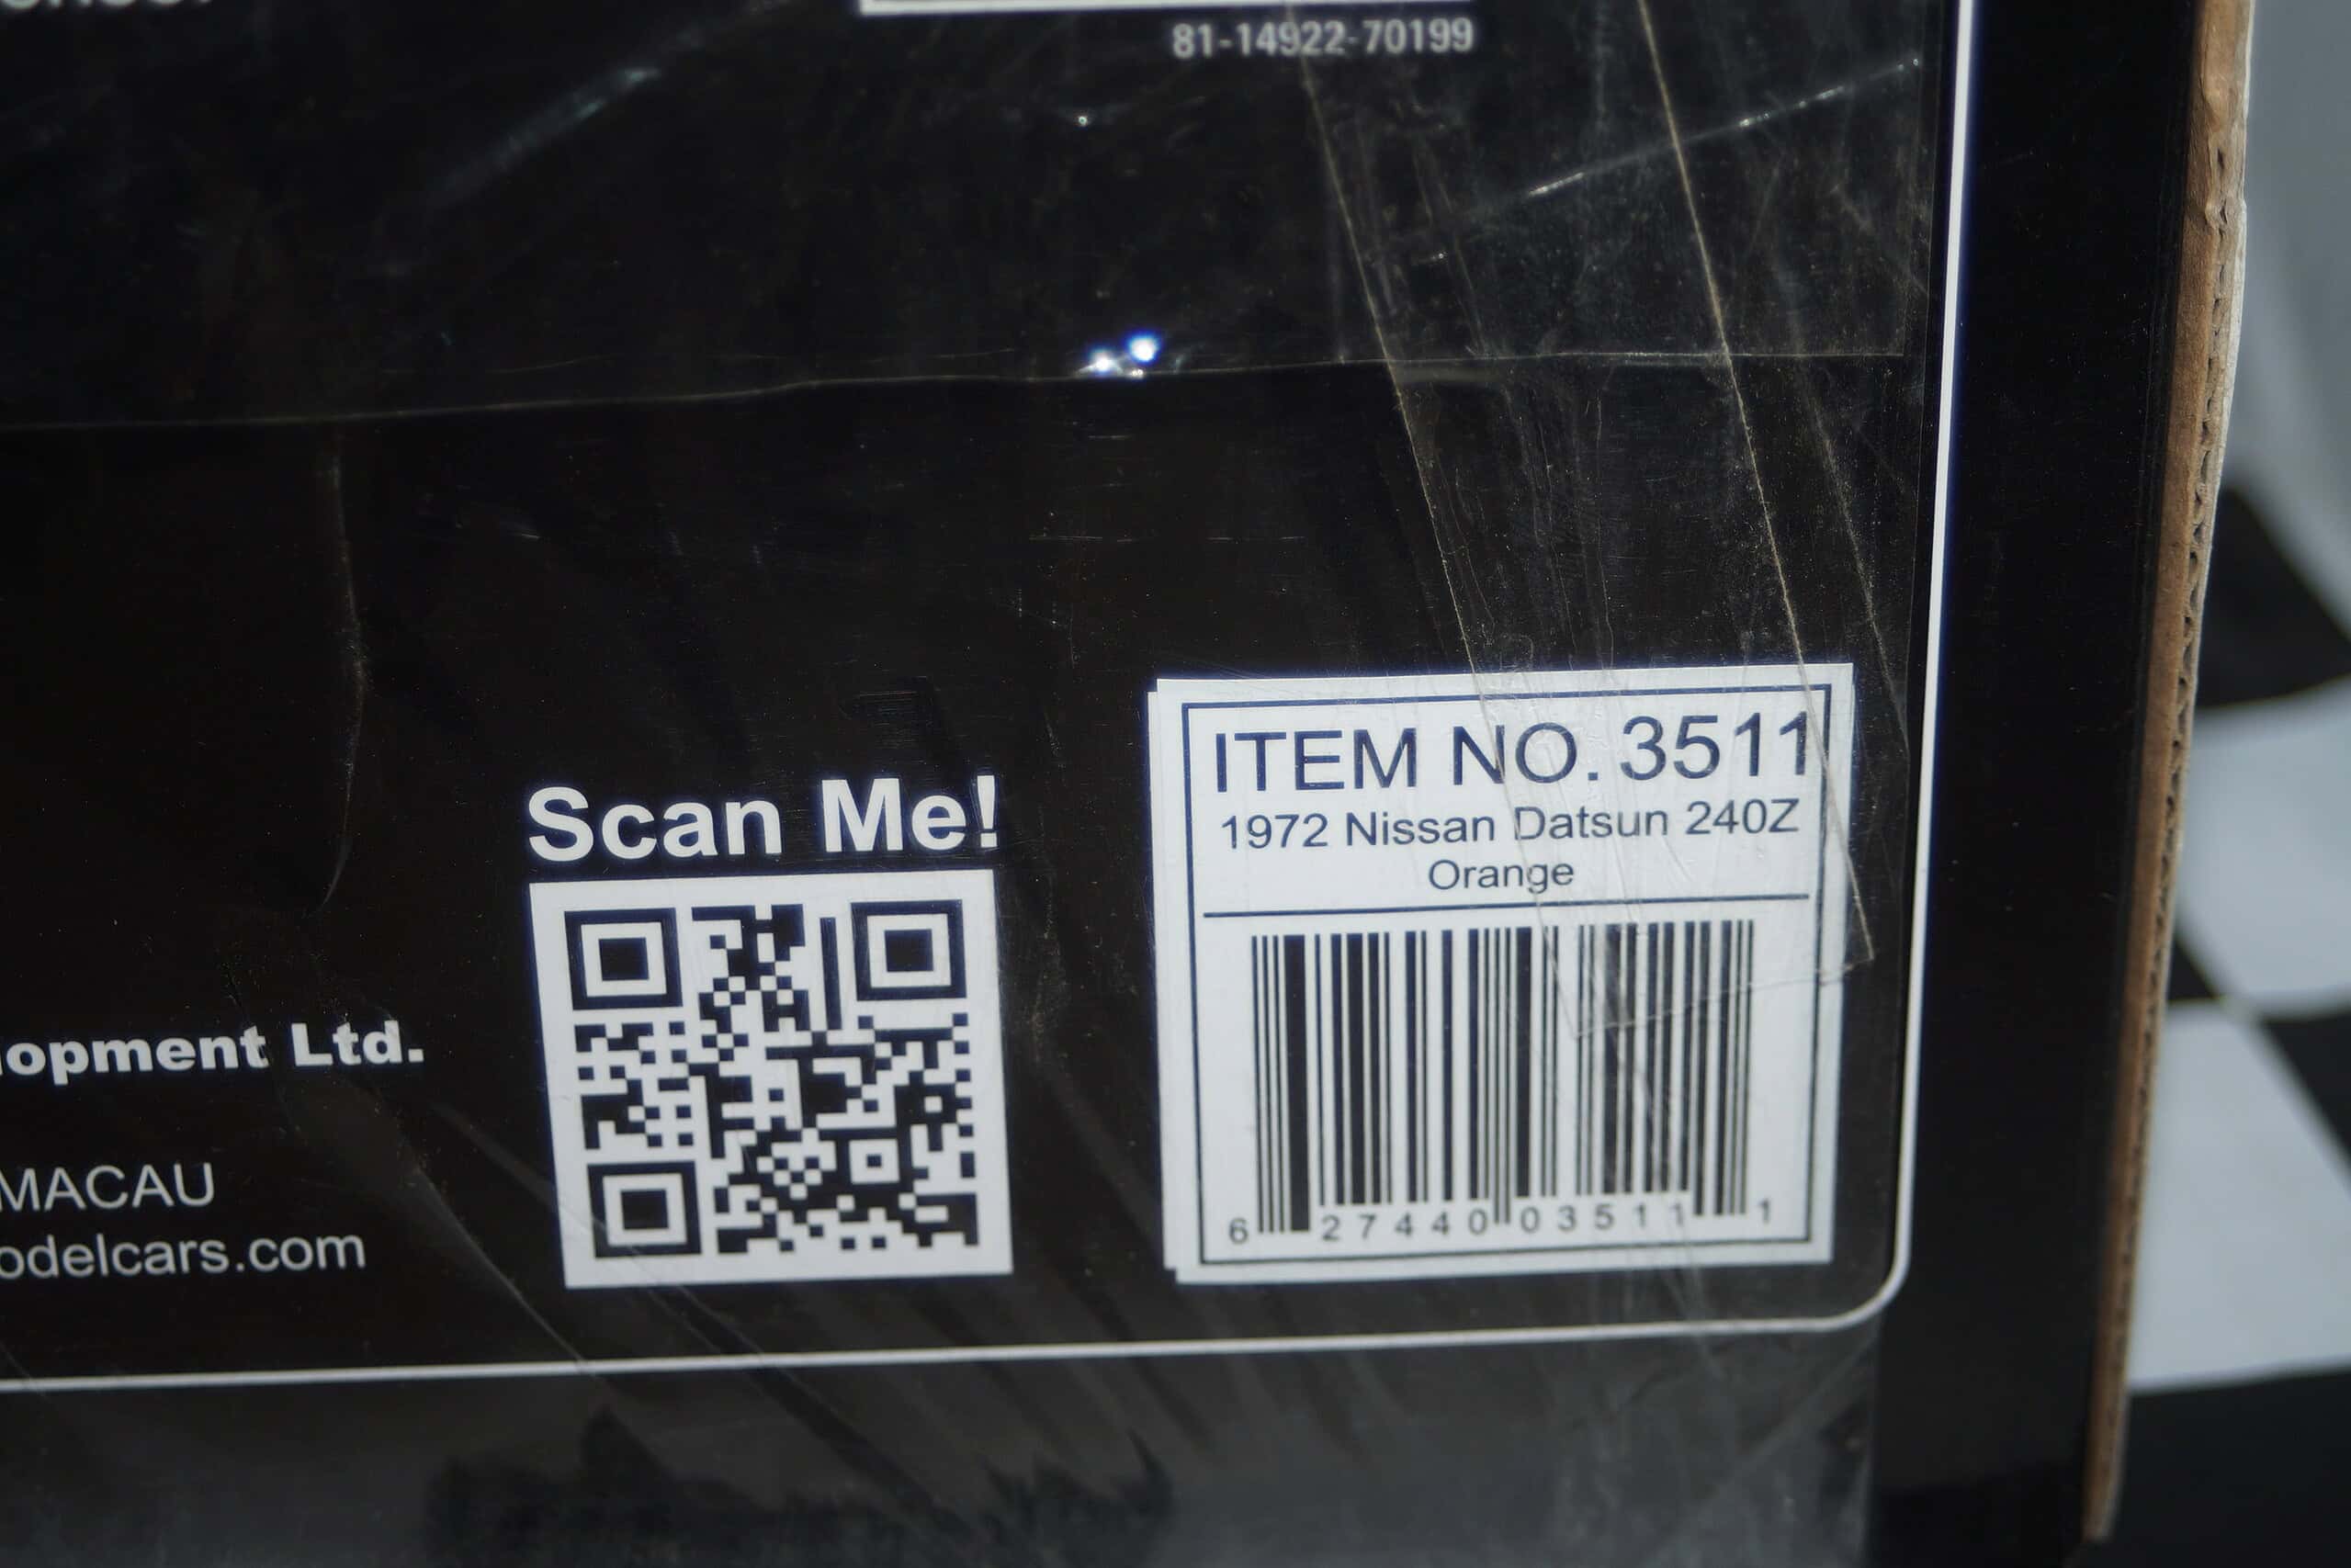 81-14922-70199
ITEM NO. 3511
1972 Nissan Datsun 240Z
Orange
6 27440 03511 1
Scan Me!
lopment Ltd.
MACAU
odelcars.com